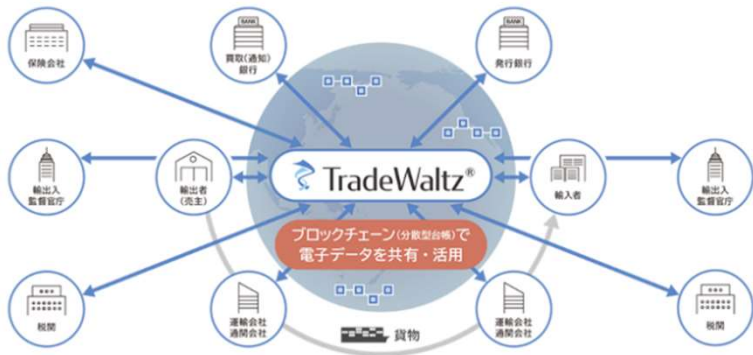 BANK
BANK
保険会社
買取(通知)
銀行
発行銀行
輸出入
監督官庁
輸出者
(売主)
TradeWaltz®
輸入者
輸出入
監督官庁
ブロックチェーン(分散型台帳)で
電子データを共有・活用
税関
運輸会社
通関会社
貨物
運輸会社
通関会社
税関